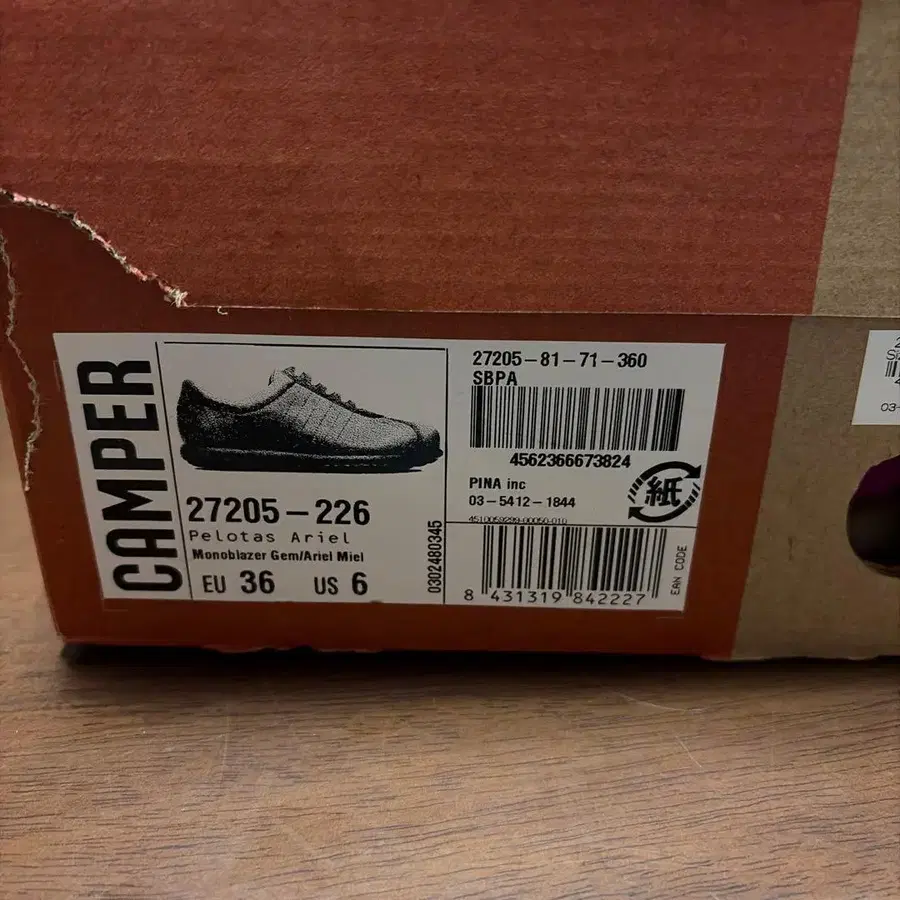 CAMPER
27205-226
Pelotas Ariel
Monoblazer Gem/Ariel Miel
EU 36 US 6
0302480345
27205-81-71-360
SBPA
4562366673824
PINA inc
03-5412-1844
紙
8 431319 842227
EAN CODE
03-